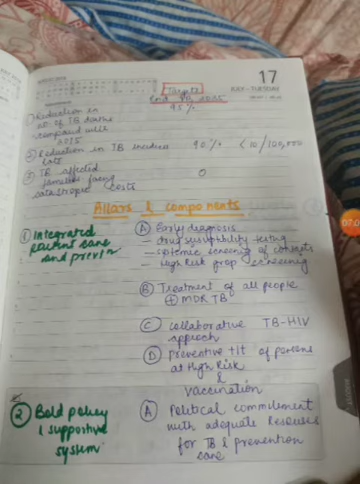 17
JULY - TUESDAY
Targets
End TB 2035
95%
① Reduction in
no. of TB deaths
compared with
2015
② Reduction in TB incidence
rate
90% < 10/100,000
③ TB affected
families facing
catastrophic costs
0
Pillars & components
① Integrated
patient care
and preven
Ⓐ Early diagnosis
— drug susceptibility testing
— systemic screening of contacts
— High Risk group screening
Ⓑ Treatment of all people
⊕ MDR TB
Ⓒ collaborative TB-HIV
approach
Ⓓ preventive t/t of persons
at High Risk
&
vaccination
② Bold policy
& supportive
system
Ⓐ Political commitment
with adequate Resources
for TB & prevention
care